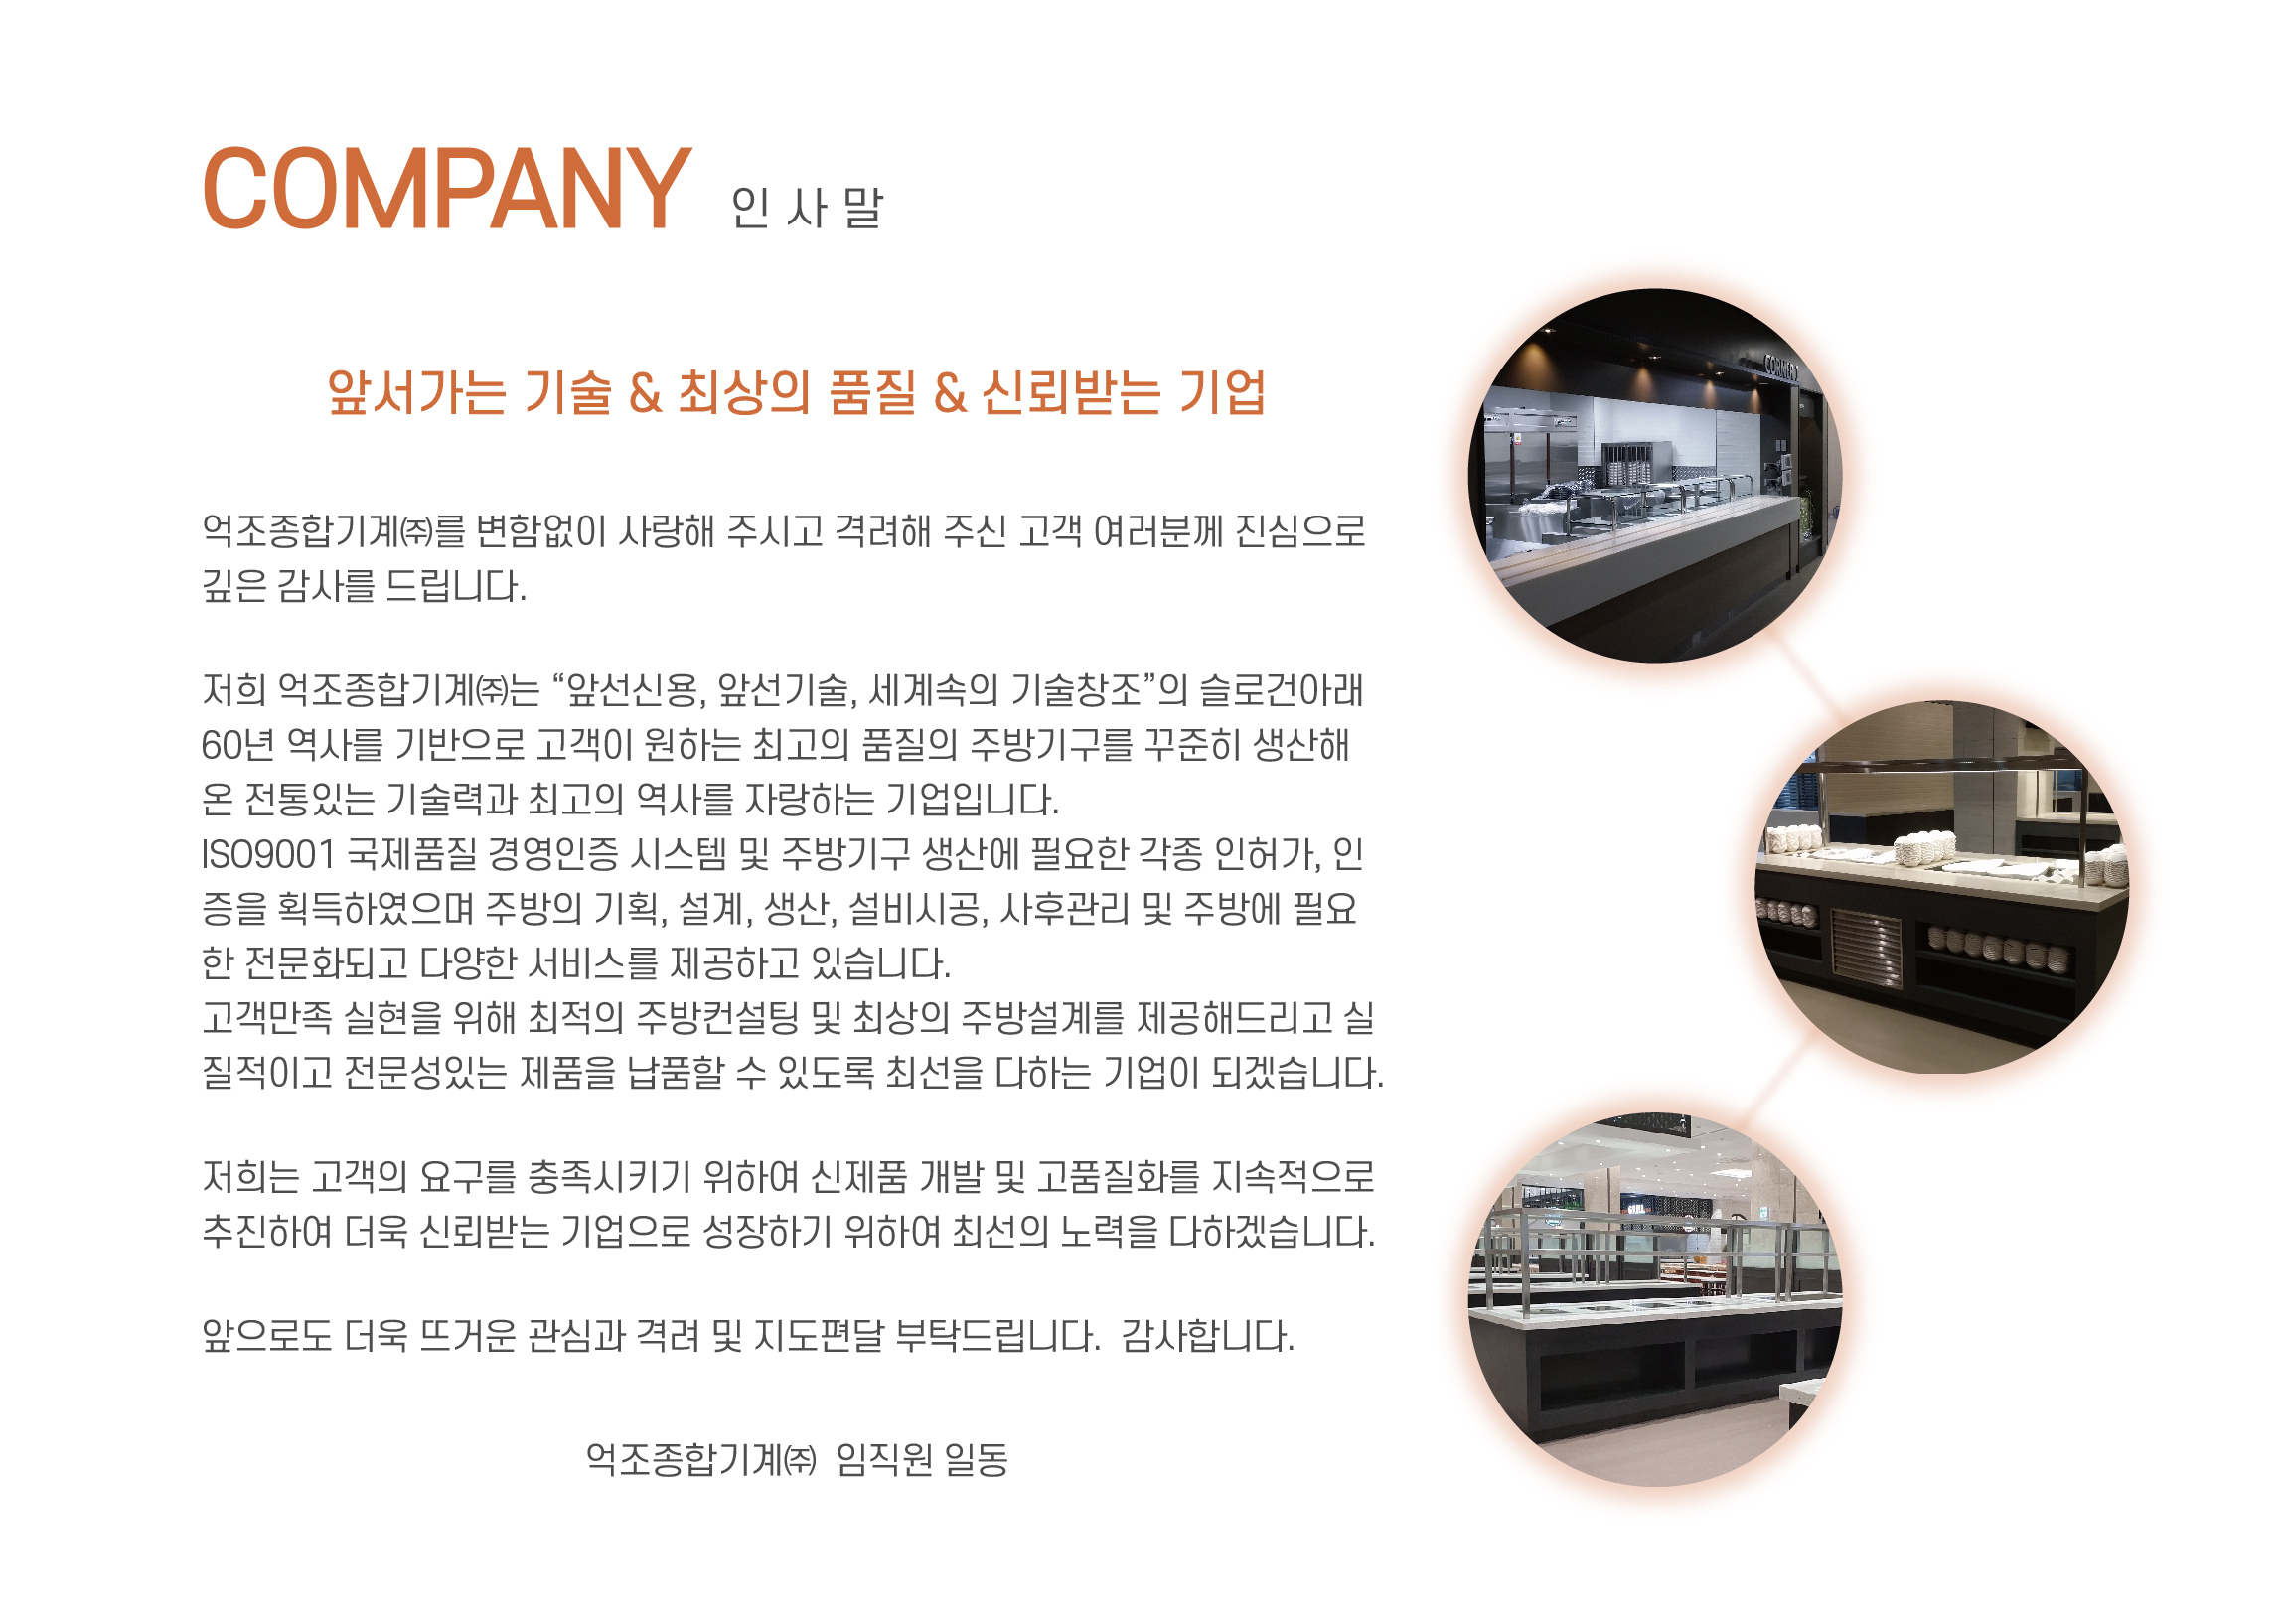 COMPANY 인 사 말
앞서가는 기술 & 최상의 품질 & 신뢰받는 기업
억조종합기계㈜를 변함없이 사랑해 주시고 격려해 주신 고객 여러분께 진심으로
깊은 감사를 드립니다.
저희 억조종합기계㈜는 “앞선신용, 앞선기술, 세계속의 기술창조”의 슬로건아래
60년 역사를 기반으로 고객이 원하는 최고의 품질의 주방기구를 꾸준히 생산해
온 전통있는 기술력과 최고의 역사를 자랑하는 기업입니다.
ISO9001 국제품질 경영인증 시스템 및 주방기구 생산에 필요한 각종 인허가, 인
증을 획득하였으며 주방의 기획, 설계, 생산, 설비시공, 사후관리 및 주방에 필요
한 전문화되고 다양한 서비스를 제공하고 있습니다.
고객만족 실현을 위해 최적의 주방컨설팅 및 최상의 주방설계를 제공해드리고 실
질적이고 전문성있는 제품을 납품할 수 있도록 최선을 다하는 기업이 되겠습니다.
저희는 고객의 요구를 충족시키기 위하여 신제품 개발 및 고품질화를 지속적으로
추진하여 더욱 신뢰받는 기업으로 성장하기 위하여 최선의 노력을 다하겠습니다.
앞으로도 더욱 뜨거운 관심과 격려 및 지도편달 부탁드립니다. 감사합니다.
억조종합기계㈜ 임직원 일동